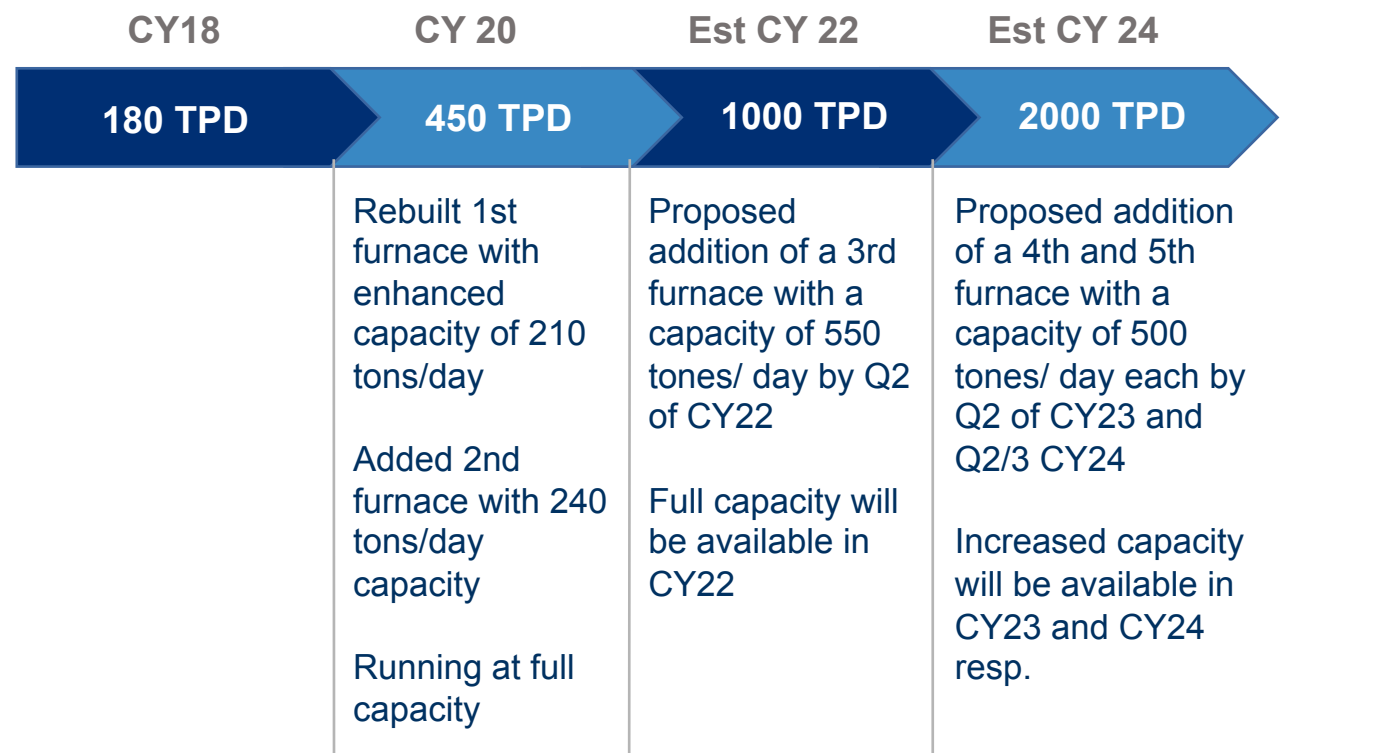 CY18
CY 20
Est CY 22
Est CY 24
180 TPD
450 TPD
1000 TPD
2000 TPD
Rebuilt 1st
furnace with
enhanced
capacity of 210
tons/day
Added 2nd
furnace with 240
tons/day
capacity
Running at full
capacity
Proposed
addition of a 3rd
furnace with a
capacity of 550
tones/ day by Q2
of CY22
Full capacity will
be available in
CY22
Proposed addition
of a 4th and 5th
furnace with a
capacity of 500
tones/ day each by
Q2 of CY23 and
Q2/3 CY24
Increased capacity
will be available in
CY23 and CY24
resp.